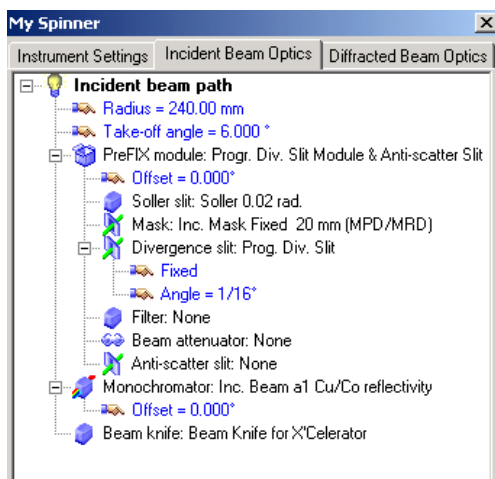 My Spinner
Instrument Settings Incident Beam Optics Diffracted Beam Optics
Incident beam path
Radius = 240.00 mm
Take-off angle = 6.000 °
PreFIX module: Progr. Div. Slit Module & Anti-scatter Slit
Offset = 0.000°
Soller slit: Soller 0.02 rad.
Mask: Inc. Mask Fixed 20 mm (MPD/MRD)
Divergence slit: Prog. Div. Slit
Fixed
Angle = 1/16°
Filter: None
Beam attenuator: None
Anti-scatter slit: None
Monochromator: Inc. Beam a1 Cu/Co reflectivity
Offset = 0.000°
Beam knife: Beam Knife for X'Celerator